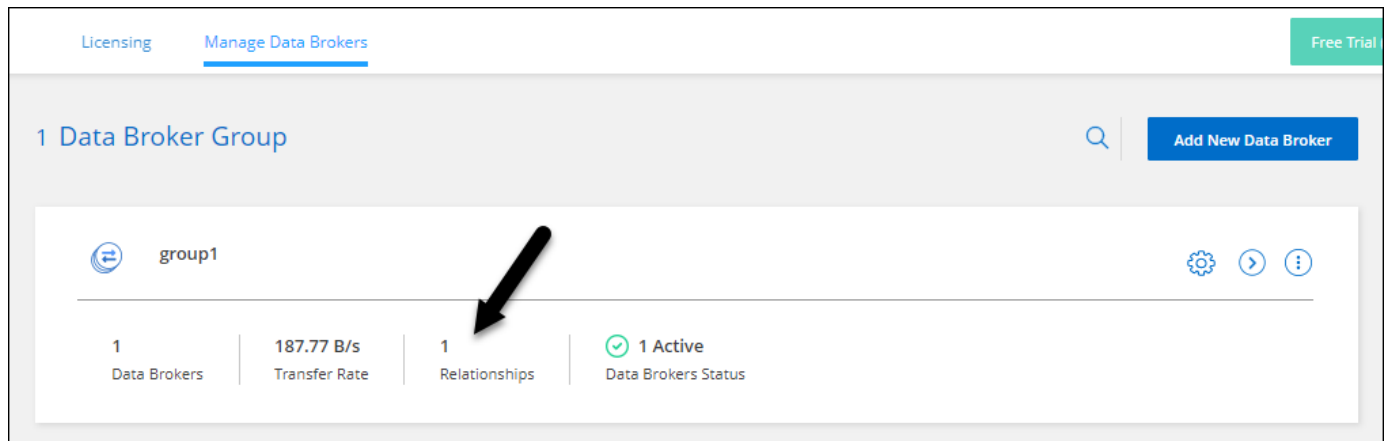 Licensing Manage Data Brokers Free Trial
1 Data Broker Group Add New Data Broker
group1
1 187.77 B/s 1 1 Active
Data Brokers Transfer Rate Relationships Data Brokers Status